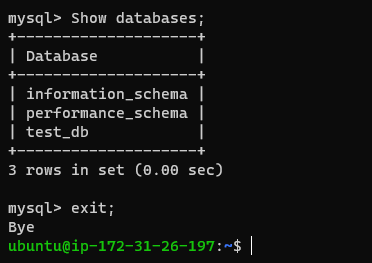 mysql> Show databases;
+--------------------+
| Database           |
+--------------------+
| information_schema |
| performance_schema |
| test_db            |
+--------------------+
3 rows in set (0.00 sec)

mysql> exit;
Bye
ubuntu@ip-172-31-26-197:~$